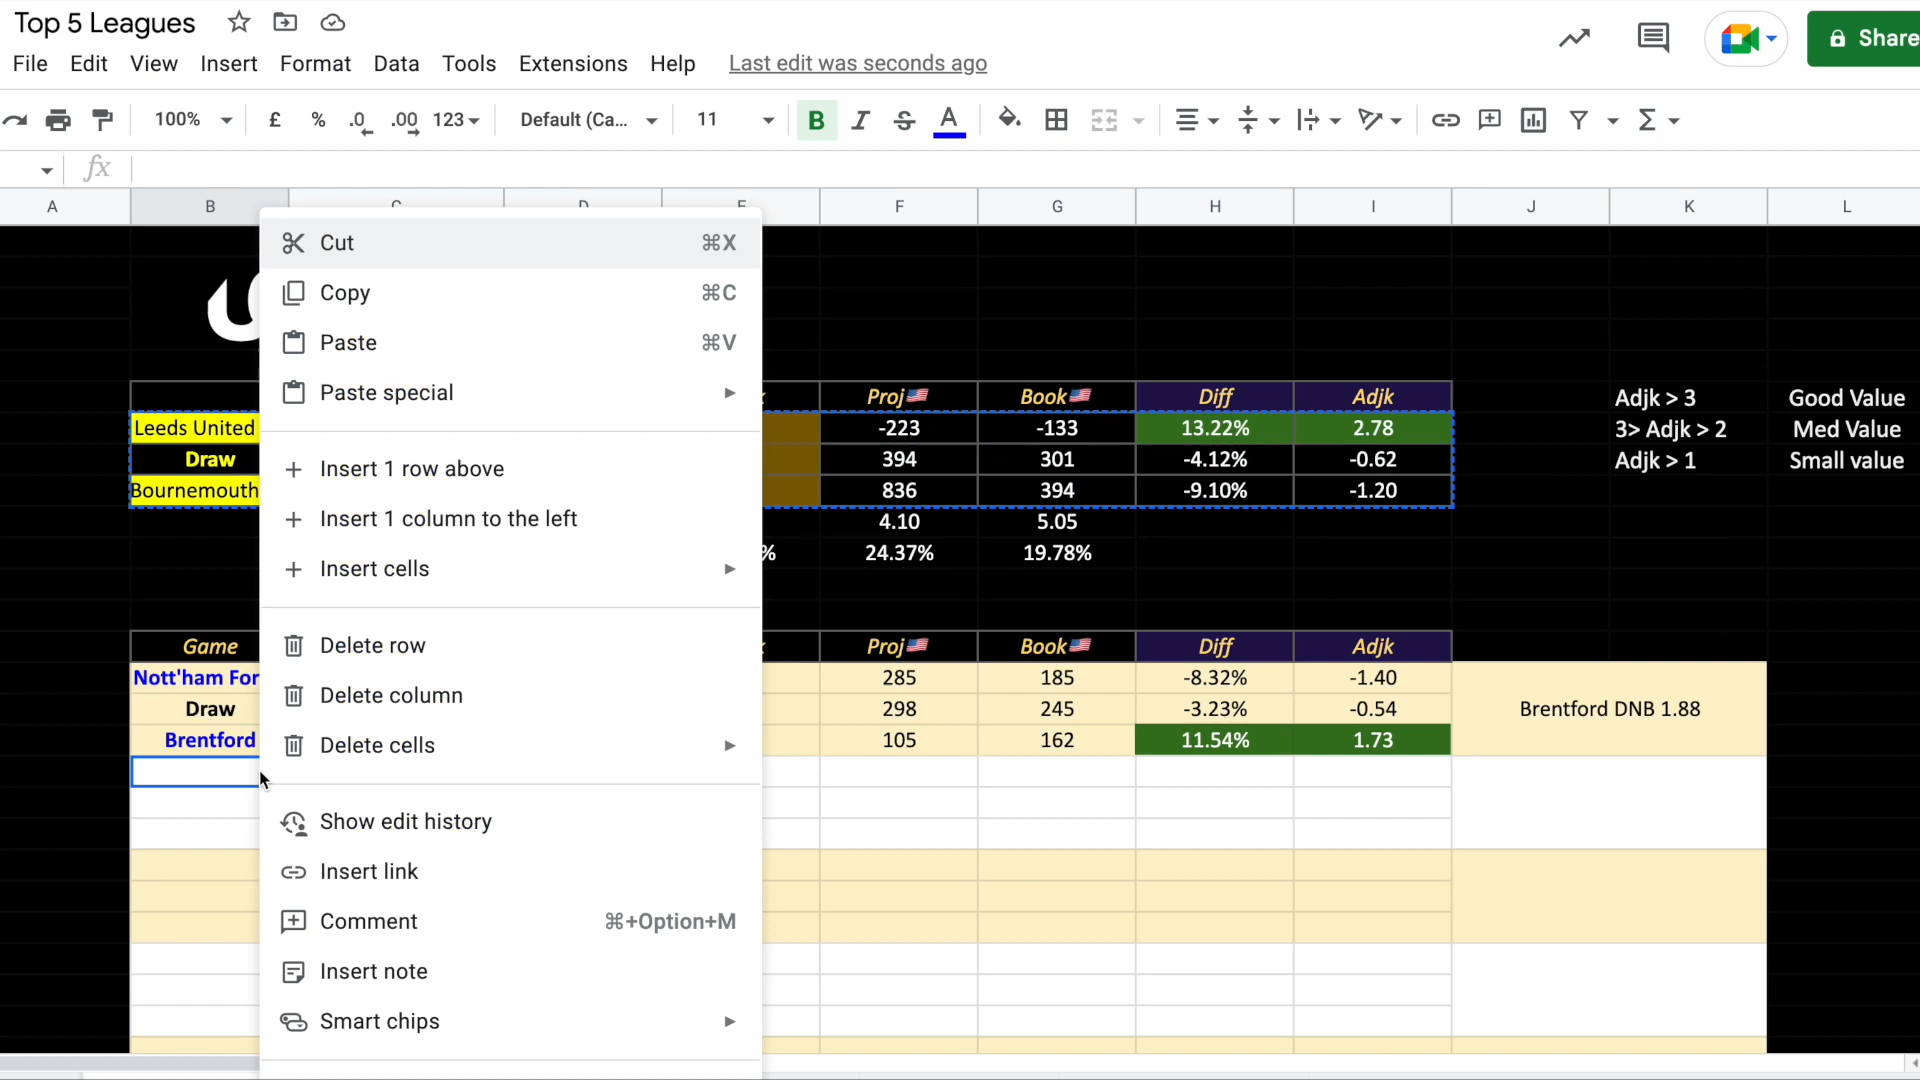 Top 5 Leagues
Share
File Edit View Insert Format Data Tools Extensions Help Last edit was seconds ago
100% £ % .0 .00 123 Default (Ca... 11 B I S A Σ
fx
A B C D E F G H I J K L
Cut ⌘X
Copy ⌘C
Paste ⌘V
Paste special
Insert 1 row above
Insert 1 column to the left
Insert cells
Delete row
Delete column
Delete cells
Show edit history
Insert link
Comment ⌘+Option+M
Insert note
Smart chips
Proj Book Diff Adjk
Leeds United -223 -133 13.22% 2.78
Draw 394 301 -4.12% -0.62
Bournemouth 836 394 -9.10% -1.20
4.10 5.05
% 24.37% 19.78%
Adjk > 3 Good Value
3> Adjk > 2 Med Value
Adjk > 1 Small value
Game Proj Book Diff Adjk
Nott'ham For 285 185 -8.32% -1.40
Draw 298 245 -3.23% -0.54
Brentford 105 162 11.54% 1.73
Brentford DNB 1.88